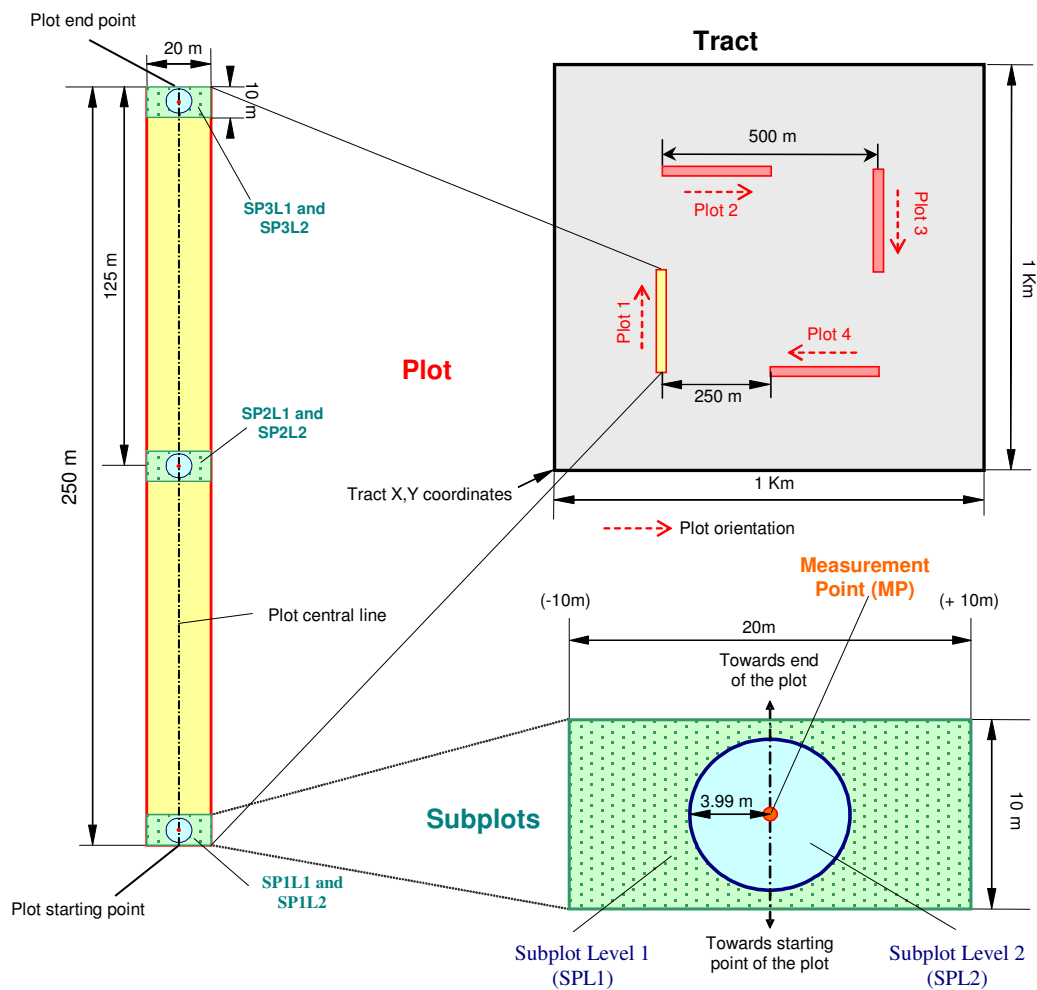 Plot end point
20 m
10 m
SP3L1 and
SP3L2
125 m
250 m
SP2L1 and
SP2L2
Plot central line
SP1L1 and
SP1L2
Plot starting point
Plot
Tract
500 m
Plot 2
Plot 3
Plot 1
Plot 4
250 m
1 Km
Tract X,Y coordinates
1 Km
Plot orientation
Measurement
Point (MP)
(-10m)
(+ 10m)
20m
Towards end
of the plot
3.99 m
10 m
Subplots
Towards starting
point of the plot
Subplot Level 1
(SPL1)
Subplot Level 2
(SPL2)